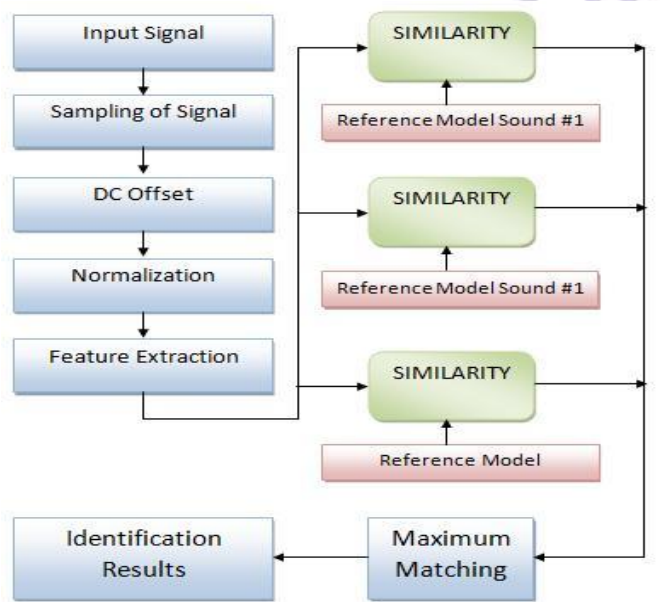 Input Signal
Sampling of Signal
DC Offset
Normalization
Feature Extraction
SIMILARITY
Reference Model Sound #1
SIMILARITY
Reference Model Sound #1
SIMILARITY
Reference Model
Identification
Results
Maximum
Matching